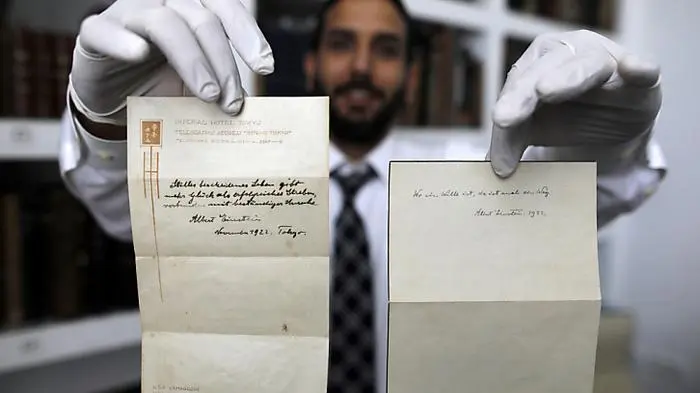 IMPERIAL HOTEL TOKYO
Stilles bescheidenes Leben gibt
mehr Glück als erfolgreiches Streben,
verbunden mit beständiger Unruhe.
Albert Einstein
November 1922. Tokyo.
Wo ein Wille ist, da ist auch ein Weg.
Albert Einstein. 1922.